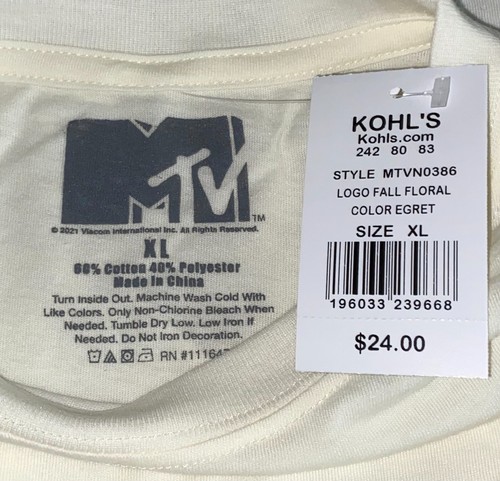 MTV
TM
© 2021 Viacom International Inc. All Rights Reserved.
XL
60% Cotton 40% Polyester
Made In China
Turn Inside Out. Machine Wash Cold With
Like Colors. Only Non-Chlorine Bleach When
Needed. Tumble Dry Low. Low Iron If
Needed. Do Not Iron Decoration.
RN
KOHL'S
Kohls.com
242 80 83
STYLE MTVN0386
LOGO FALL FLORAL
COLOR EGRET
SIZE XL
196033 239668
$24.00